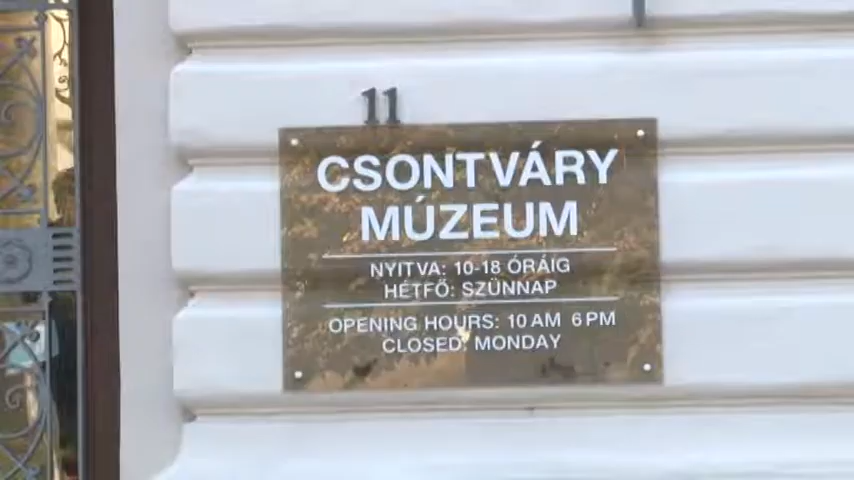 11
CSONTVÁRY
MÚZEUM
NYITVA: 10-18 ÓRÁIG
HÉTFŐ: SZÜNNAP
OPENING HOURS: 10 AM 6 PM
CLOSED: MONDAY